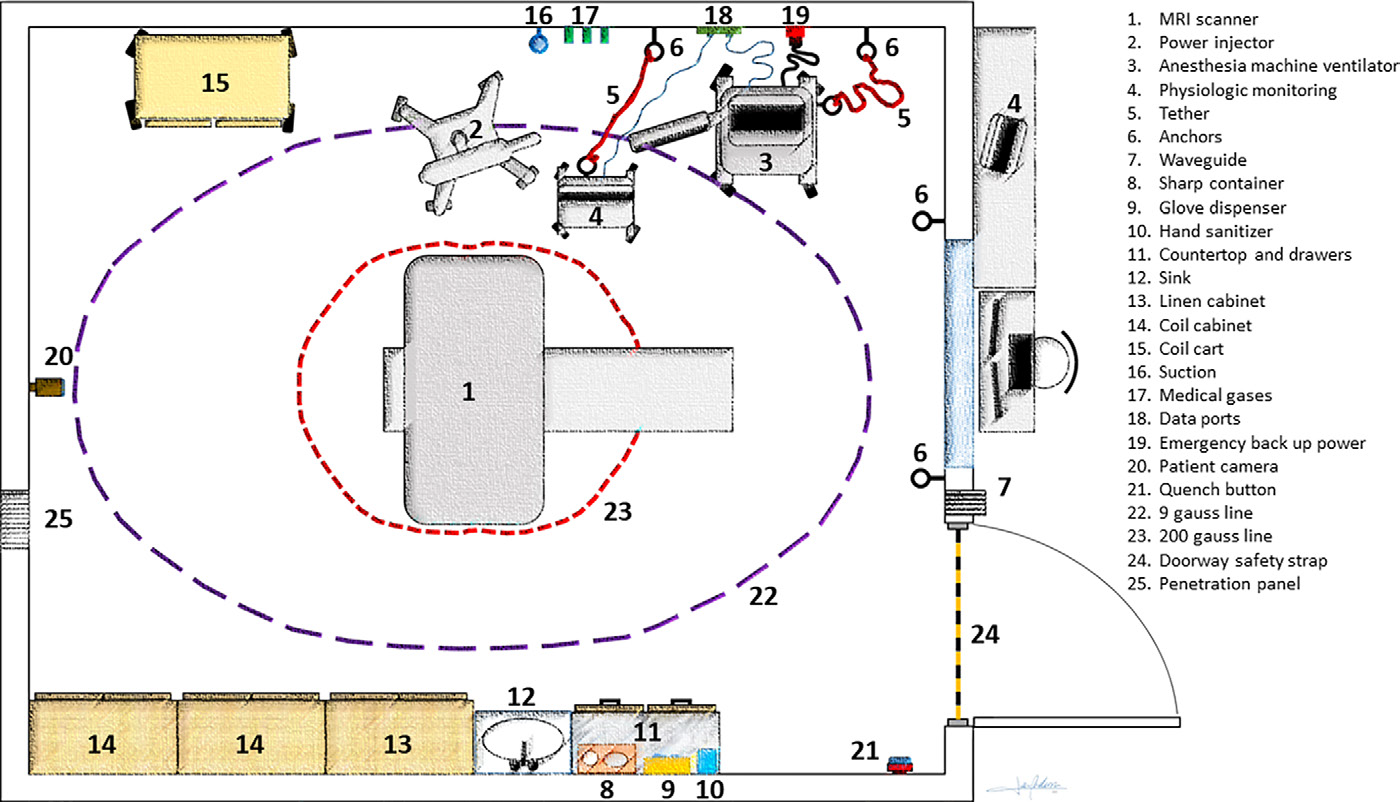 16 17 18 19
6 6
15
5 5
2
3
4
4
6
20
1
6
7
25
23
22
24
12
14 14 13 11
21
8 9 10
1. MRI scanner
2. Power injector
3. Anesthesia machine ventilator
4. Physiologic monitoring
5. Tether
6. Anchors
7. Waveguide
8. Sharp container
9. Glove dispenser
10. Hand sanitizer
11. Countertop and drawers
12. Sink
13. Linen cabinet
14. Coil cabinet
15. Coil cart
16. Suction
17. Medical gases
18. Data ports
19. Emergency back up power
20. Patient camera
21. Quench button
22. 9 gauss line
23. 200 gauss line
24. Doorway safety strap
25. Penetration panel